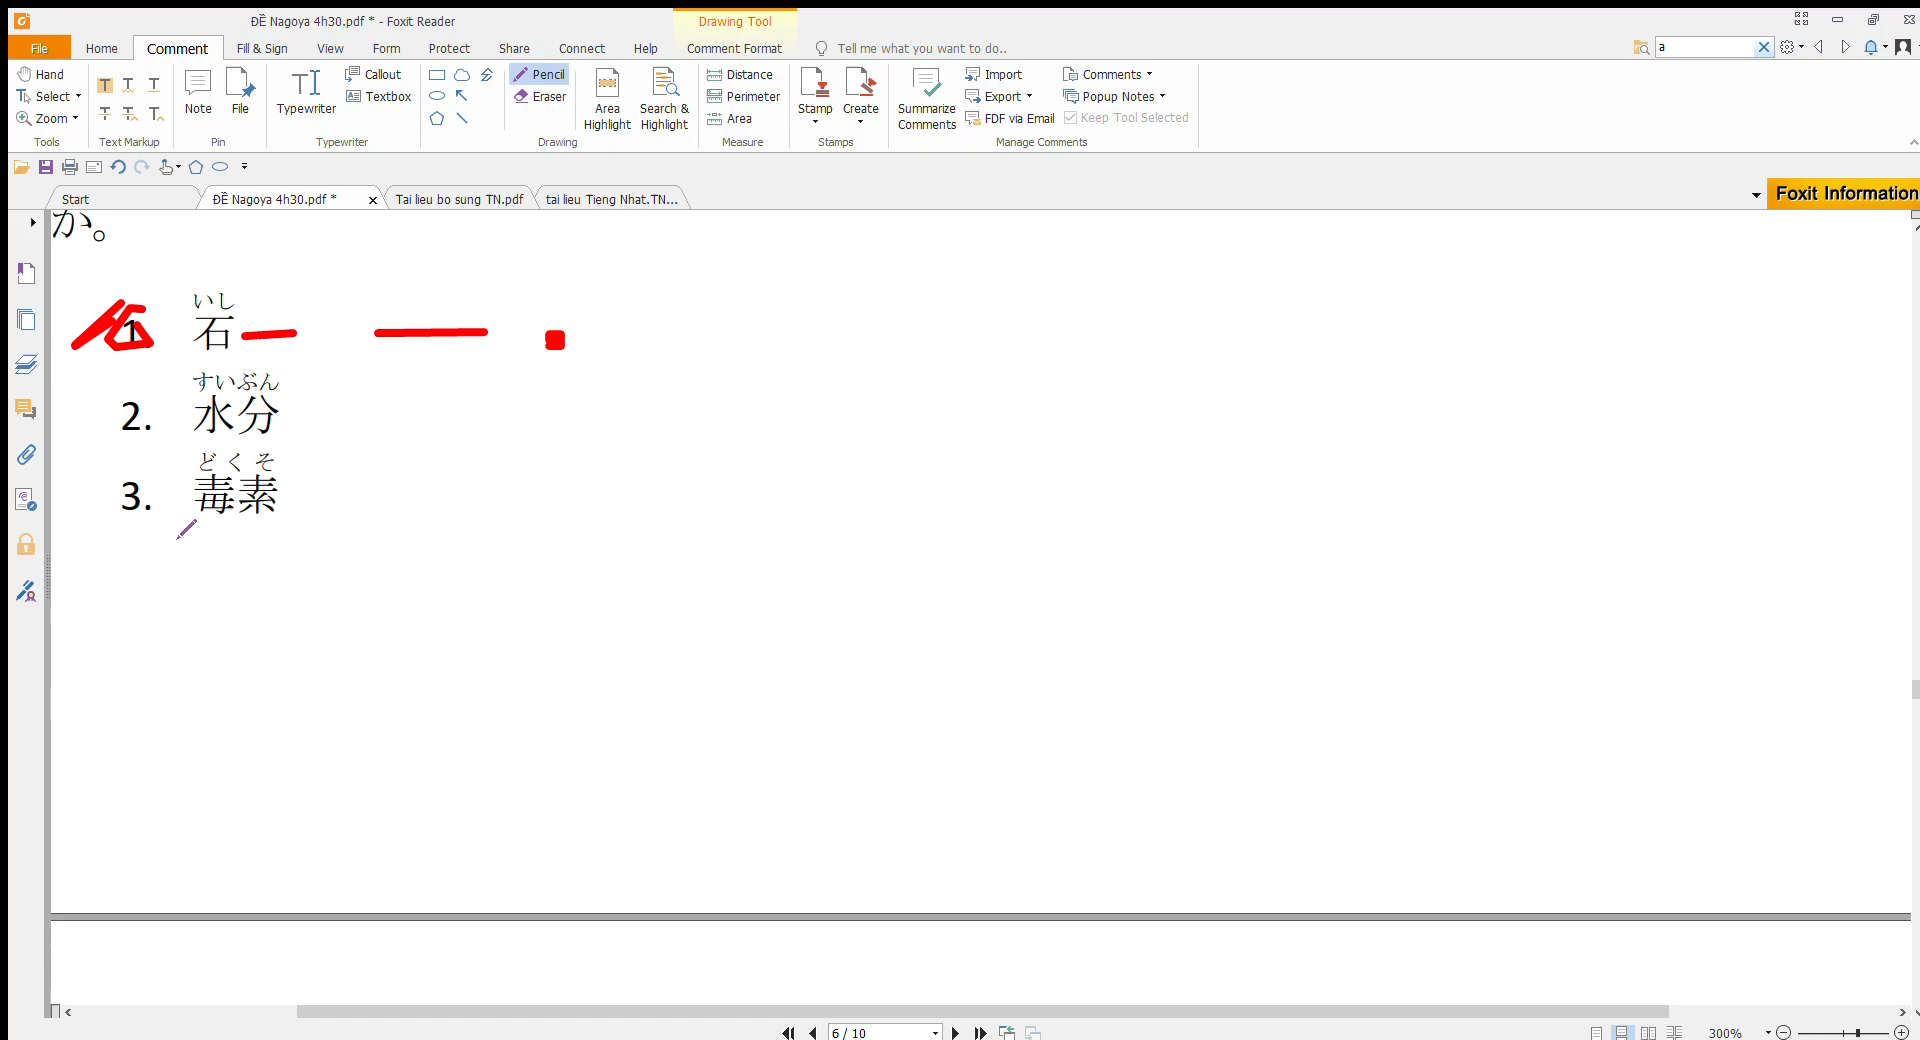 ĐỀ Nagoya 4h30.pdf * - Foxit Reader
Drawing Tool
File Home Comment Fill & Sign View Form Protect Share Connect Help Comment Format Tell me what you want to do.. a
Hand
Select
Zoom
Tools
Text Markup
Note
File
Pin
Typewriter
Callout
Textbox
Typewriter
Pencil
Eraser
Drawing
Area Highlight
Search & Highlight
Distance
Perimeter
Area
Measure
Stamp
Create
Stamps
Summarize Comments
Import
Export
FDF via Email
Comments
Popup Notes
Keep Tool Selected
Manage Comments
Start ĐỀ Nagoya 4h30.pdf * Tai lieu bo sung TN.pdf tai lieu Tieng Nhat.TN... Foxit Information
か。
いし
1 石
すいぶん
2. 水分
どくそ
3. 毒素
6 / 10 300%